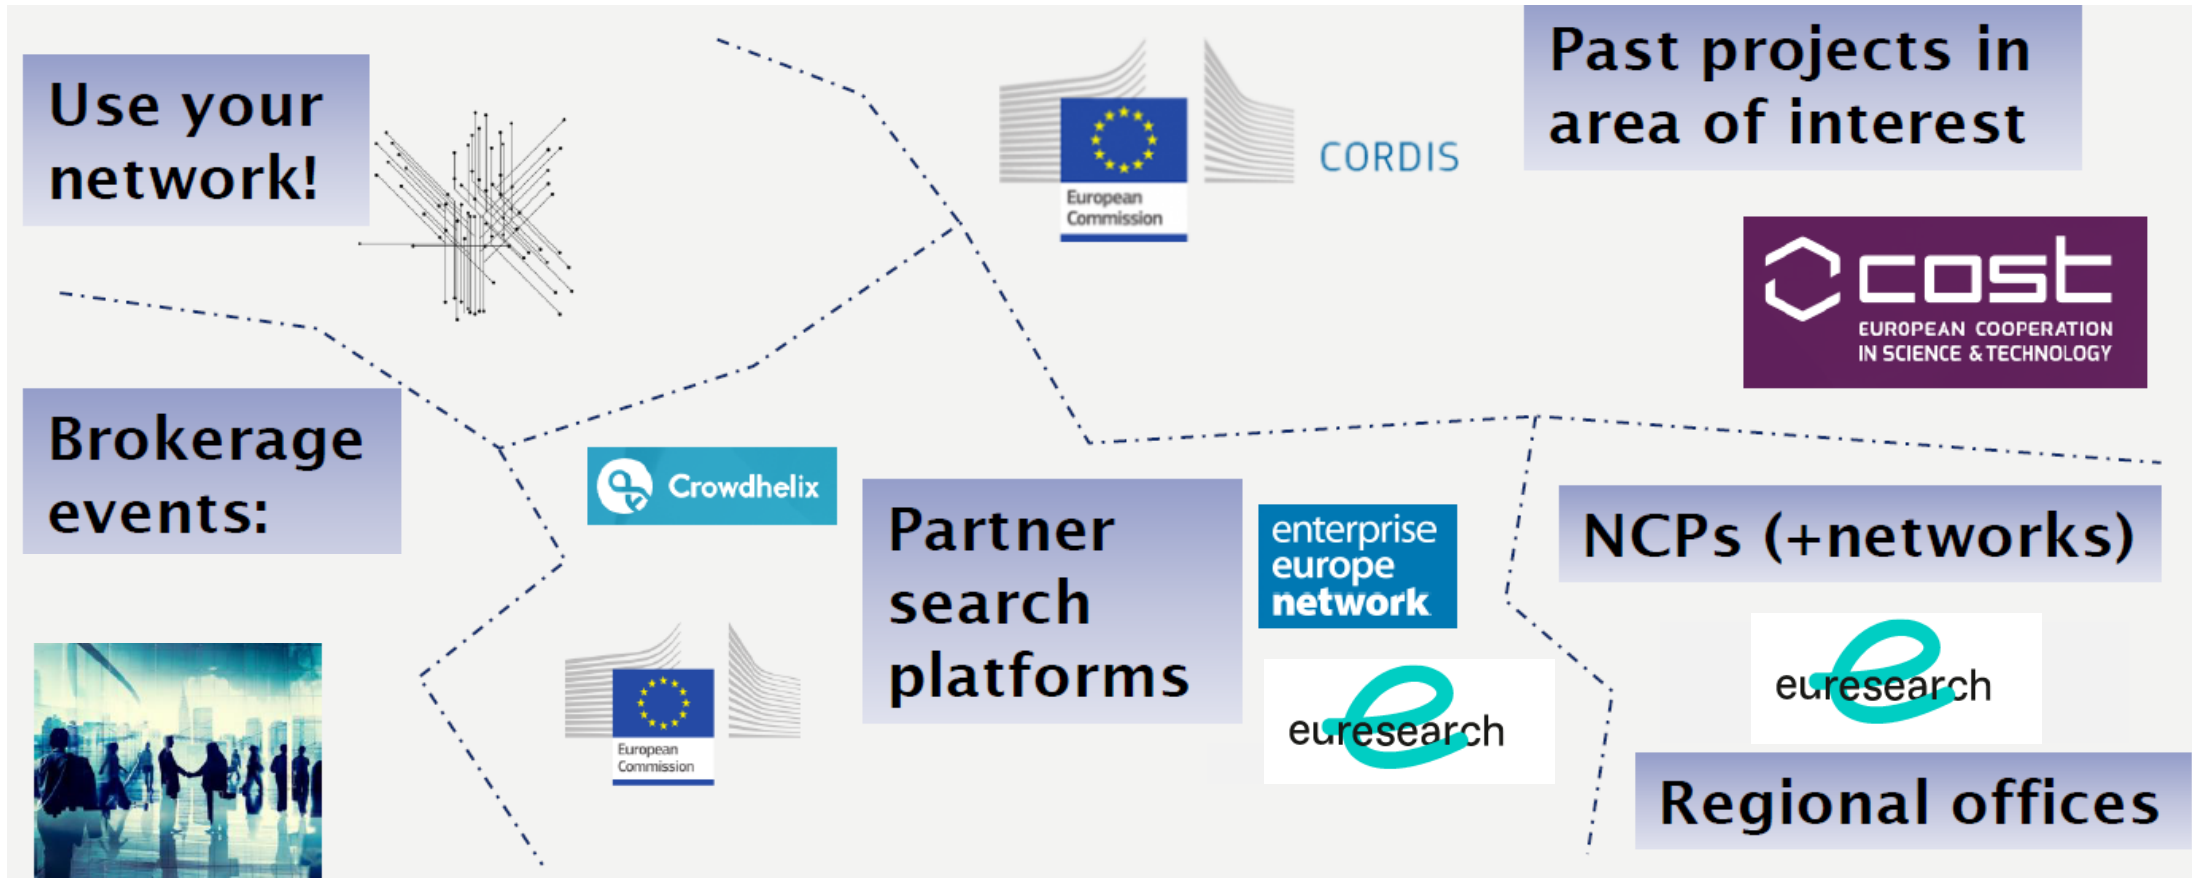 Use your
network!
European
Commission
CORDIS
Past projects in
area of interest
cost
EUROPEAN COOPERATION
IN SCIENCE & TECHNOLOGY
Brokerage
events:
Crowdhelix
European
Commission
Partner
search
platforms
enterprise
europe
network
euresearch
NCPs (+networks)
euresearch
Regional offices